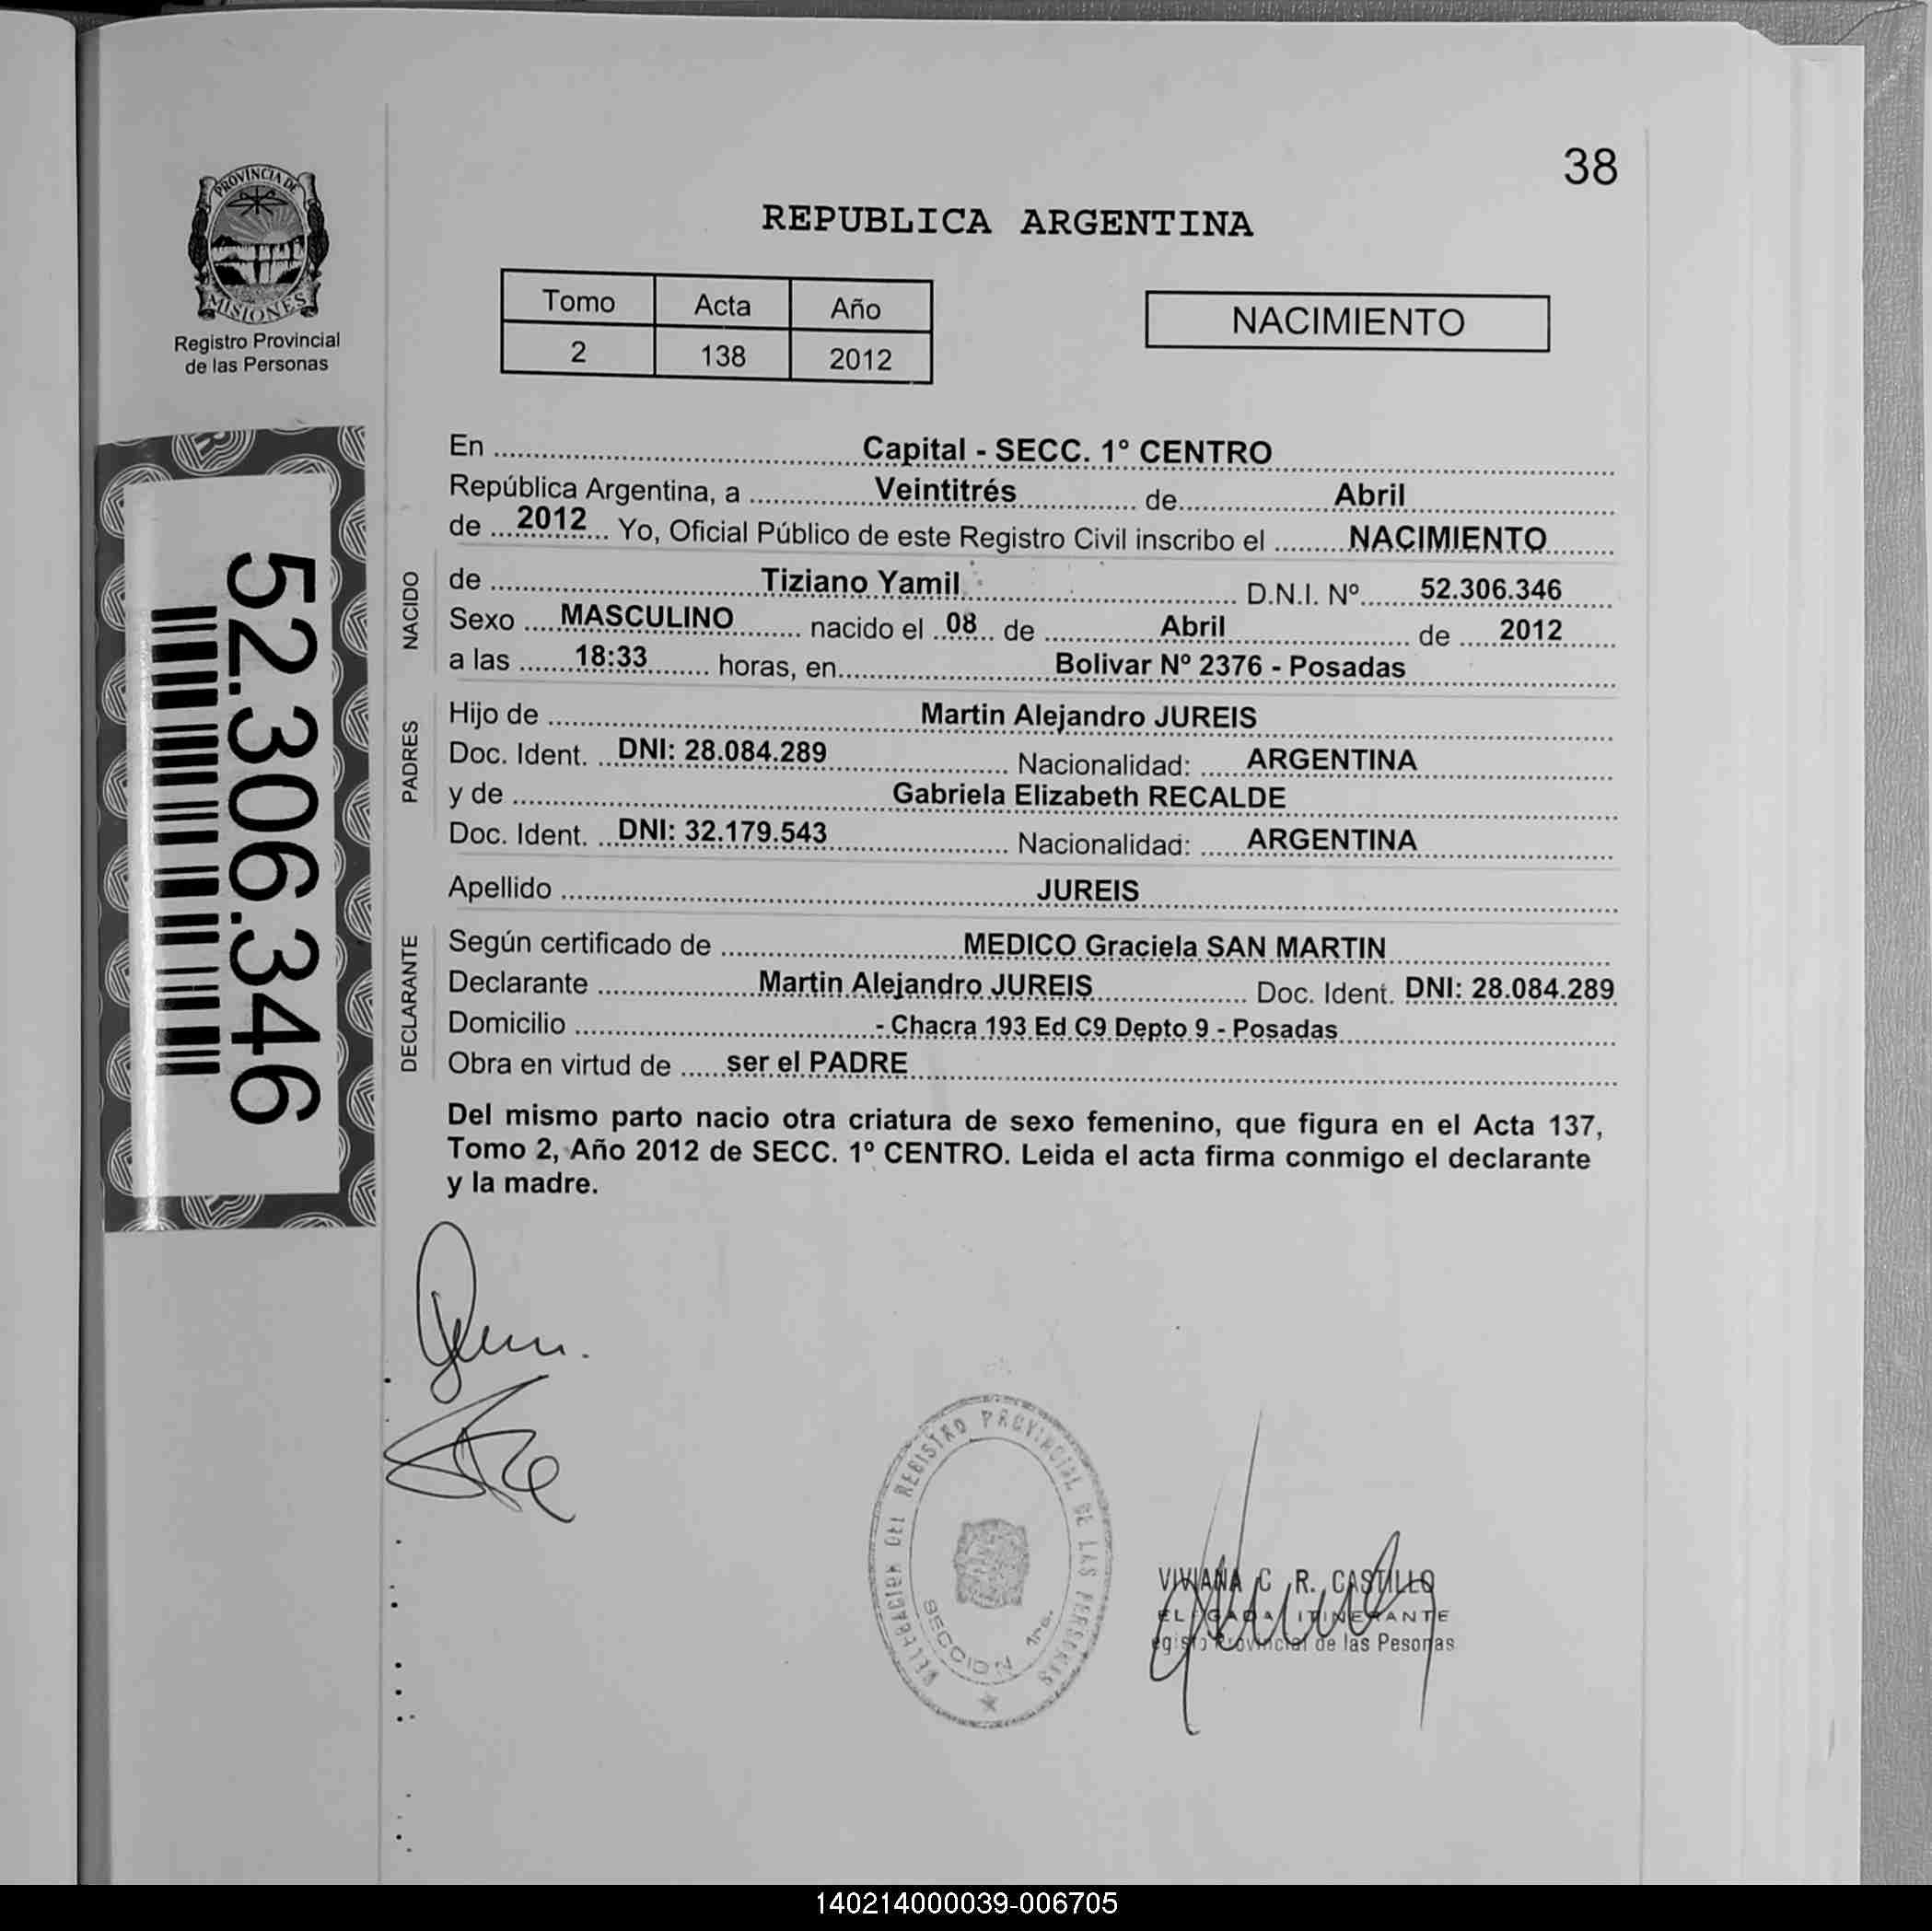 38
PROVINCIA DE
MISIONES
Registro Provincial
de las Personas
REPUBLICA ARGENTINA
Tomo Acta Año
2 138 2012
NACIMIENTO
52.306.346
En ........ Capital - SECC. 1º CENTRO ........
República Argentina, a ........ Veintitrés ........ de ........ Abril ........
de ... 2012 ... Yo, Oficial Público de este Registro Civil inscribo el ........ NACIMIENTO ........
NACIDO
de ........ Tiziano Yamil ........ D.N.I. Nº ........ 52.306.346 ........
Sexo .... MASCULINO ........ nacido el .. 08 .. de ........ Abril ........ de ..... 2012 ......
a las ....... 18:33 ....... horas, en ........ Bolivar Nº 2376 - Posadas ........
PADRES
Hijo de ........ Martin Alejandro JUREIS ........
Doc. Ident. ... DNI: 28.084.289 ........ Nacionalidad: ...... ARGENTINA ........
y de ........ Gabriela Elizabeth RECALDE ........
Doc. Ident. ... DNI: 32.179.543 ........ Nacionalidad: ...... ARGENTINA ........
Apellido ........ JUREIS ........
DECLARANTE
Según certificado de ........ MEDICO Graciela SAN MARTIN ........
Declarante ........ Martin Alejandro JUREIS ........ Doc. Ident. DNI: 28.084.289
Domicilio ........ - Chacra 193 Ed C9 Depto 9 - Posadas ........
Obra en virtud de ...... ser el PADRE ........
Del mismo parto nacio otra criatura de sexo femenino, que figura en el Acta 137,
Tomo 2, Año 2012 de SECC. 1º CENTRO. Leida el acta firma conmigo el declarante
y la madre.
DEL REGISTRO PROVINCIAL DE LAS PERSONAS
SECCION 1ra.
VIVIANA C R. CASTILLO
ITINERANTE
Provincial de las Pesonas
140214000039-006705